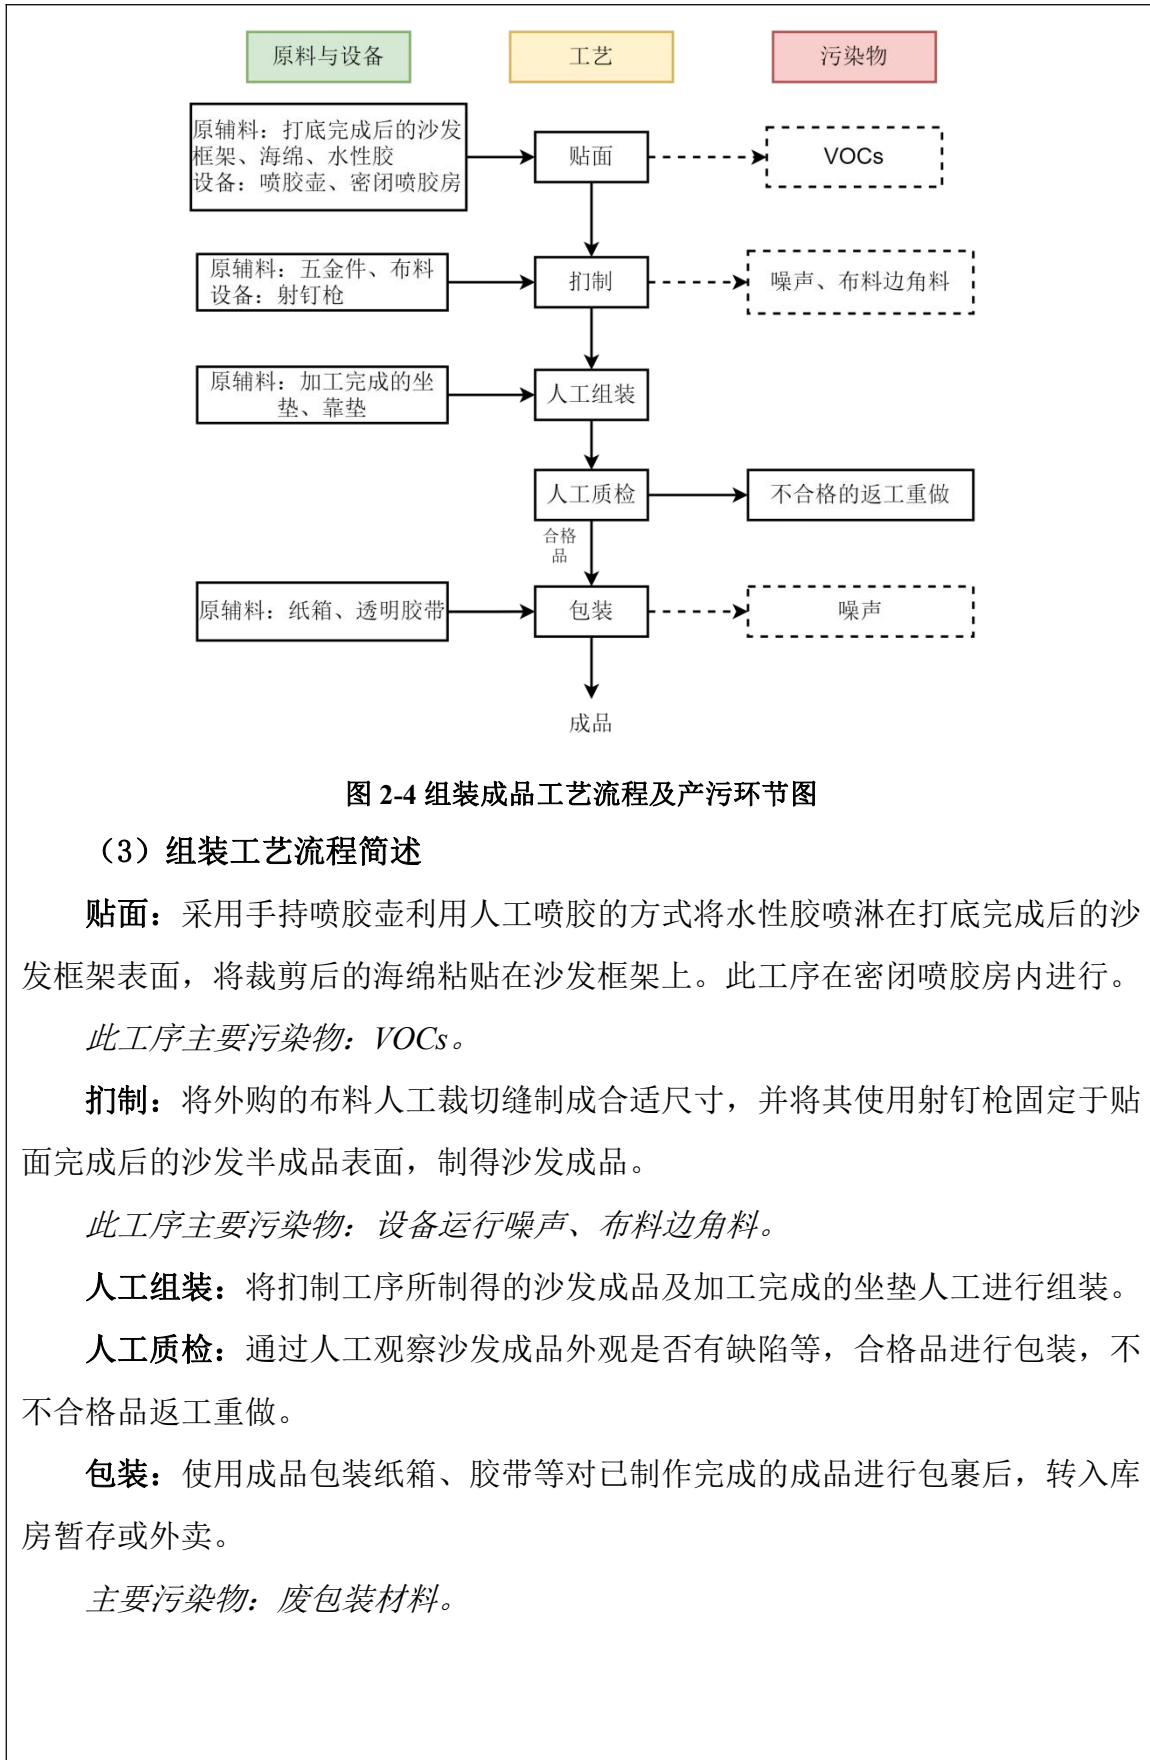 原料与设备
工艺
污染物
原辅料：打底完成后的沙发
框架、海绵、水性胶
设备：喷胶壶、密闭喷胶房
贴面
VOCs
原辅料：五金件、布料
设备：射钉枪
扪制
噪声、布料边角料
原辅料：加工完成的坐
垫、靠垫
人工组装
人工质检
不合格的返工重做
合格
品
原辅料：纸箱、透明胶带
包装
噪声
成品
图 2-4 组装成品工艺流程及产污环节图
（3）组装工艺流程简述
贴面：采用手持喷胶壶利用人工喷胶的方式将水性胶喷淋在打底完成后的沙
发框架表面，将裁剪后的海绵粘贴在沙发框架上。此工序在密闭喷胶房内进行。
此工序主要污染物：VOCs。
扪制：将外购的布料人工裁切缝制成合适尺寸，并将其使用射钉枪固定于贴
面完成后的沙发半成品表面，制得沙发成品。
此工序主要污染物：设备运行噪声、布料边角料。
人工组装：将扪制工序所制得的沙发成品及加工完成的坐垫人工进行组装。
人工质检：通过人工观察沙发成品外观是否有缺陷等，合格品进行包装，不
不合格品返工重做。
包装：使用成品包装纸箱、胶带等对已制作完成的成品进行包裹后，转入库
房暂存或外卖。
主要污染物：废包装材料。